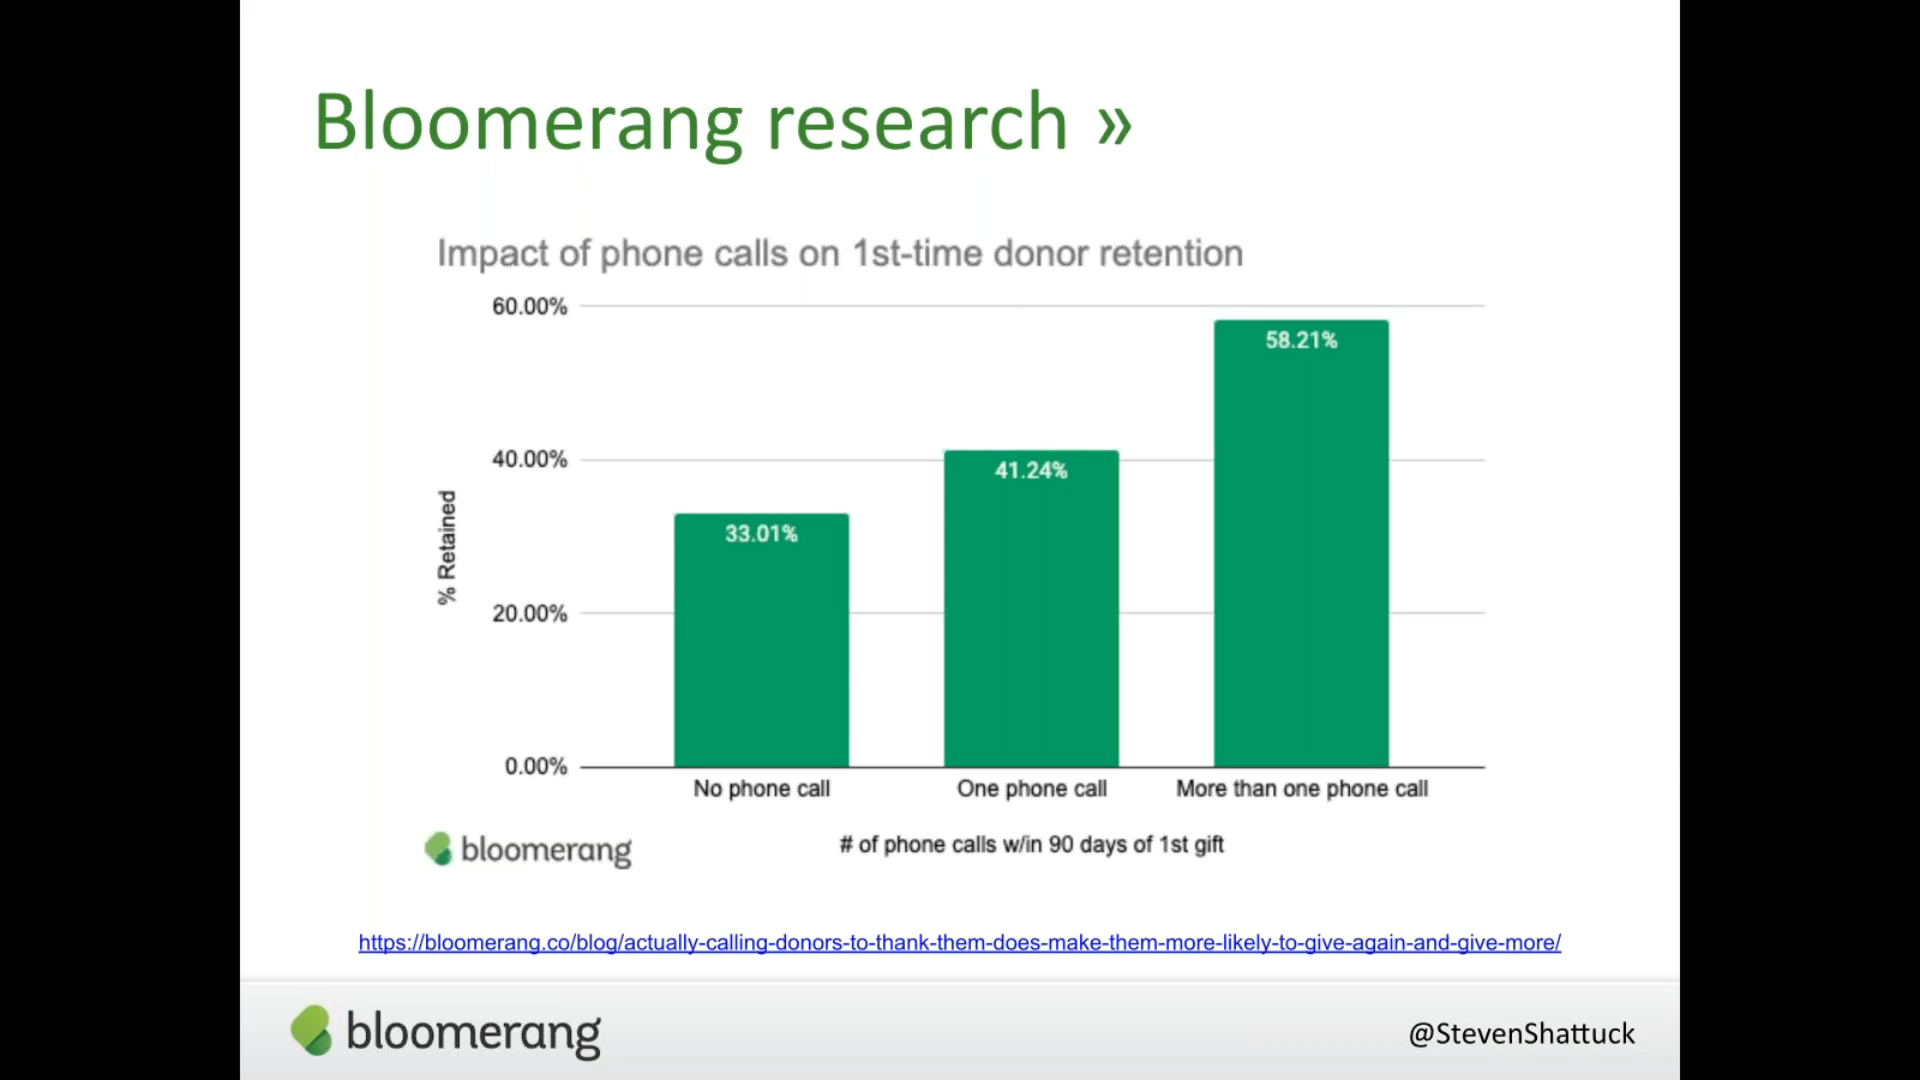 Bloomerang research »
Impact of phone calls on 1st-time donor retention
60.00%
58.21%
40.00%
41.24%
33.01%
% Retained
20.00%
0.00%
No phone call
One phone call
More than one phone call
# of phone calls w/in 90 days of 1st gift
bloomerang
https://bloomerang.co/blog/actually-calling-donors-to-thank-them-does-make-them-more-likely-to-give-again-and-give-more/
bloomerang
@StevenShattuck